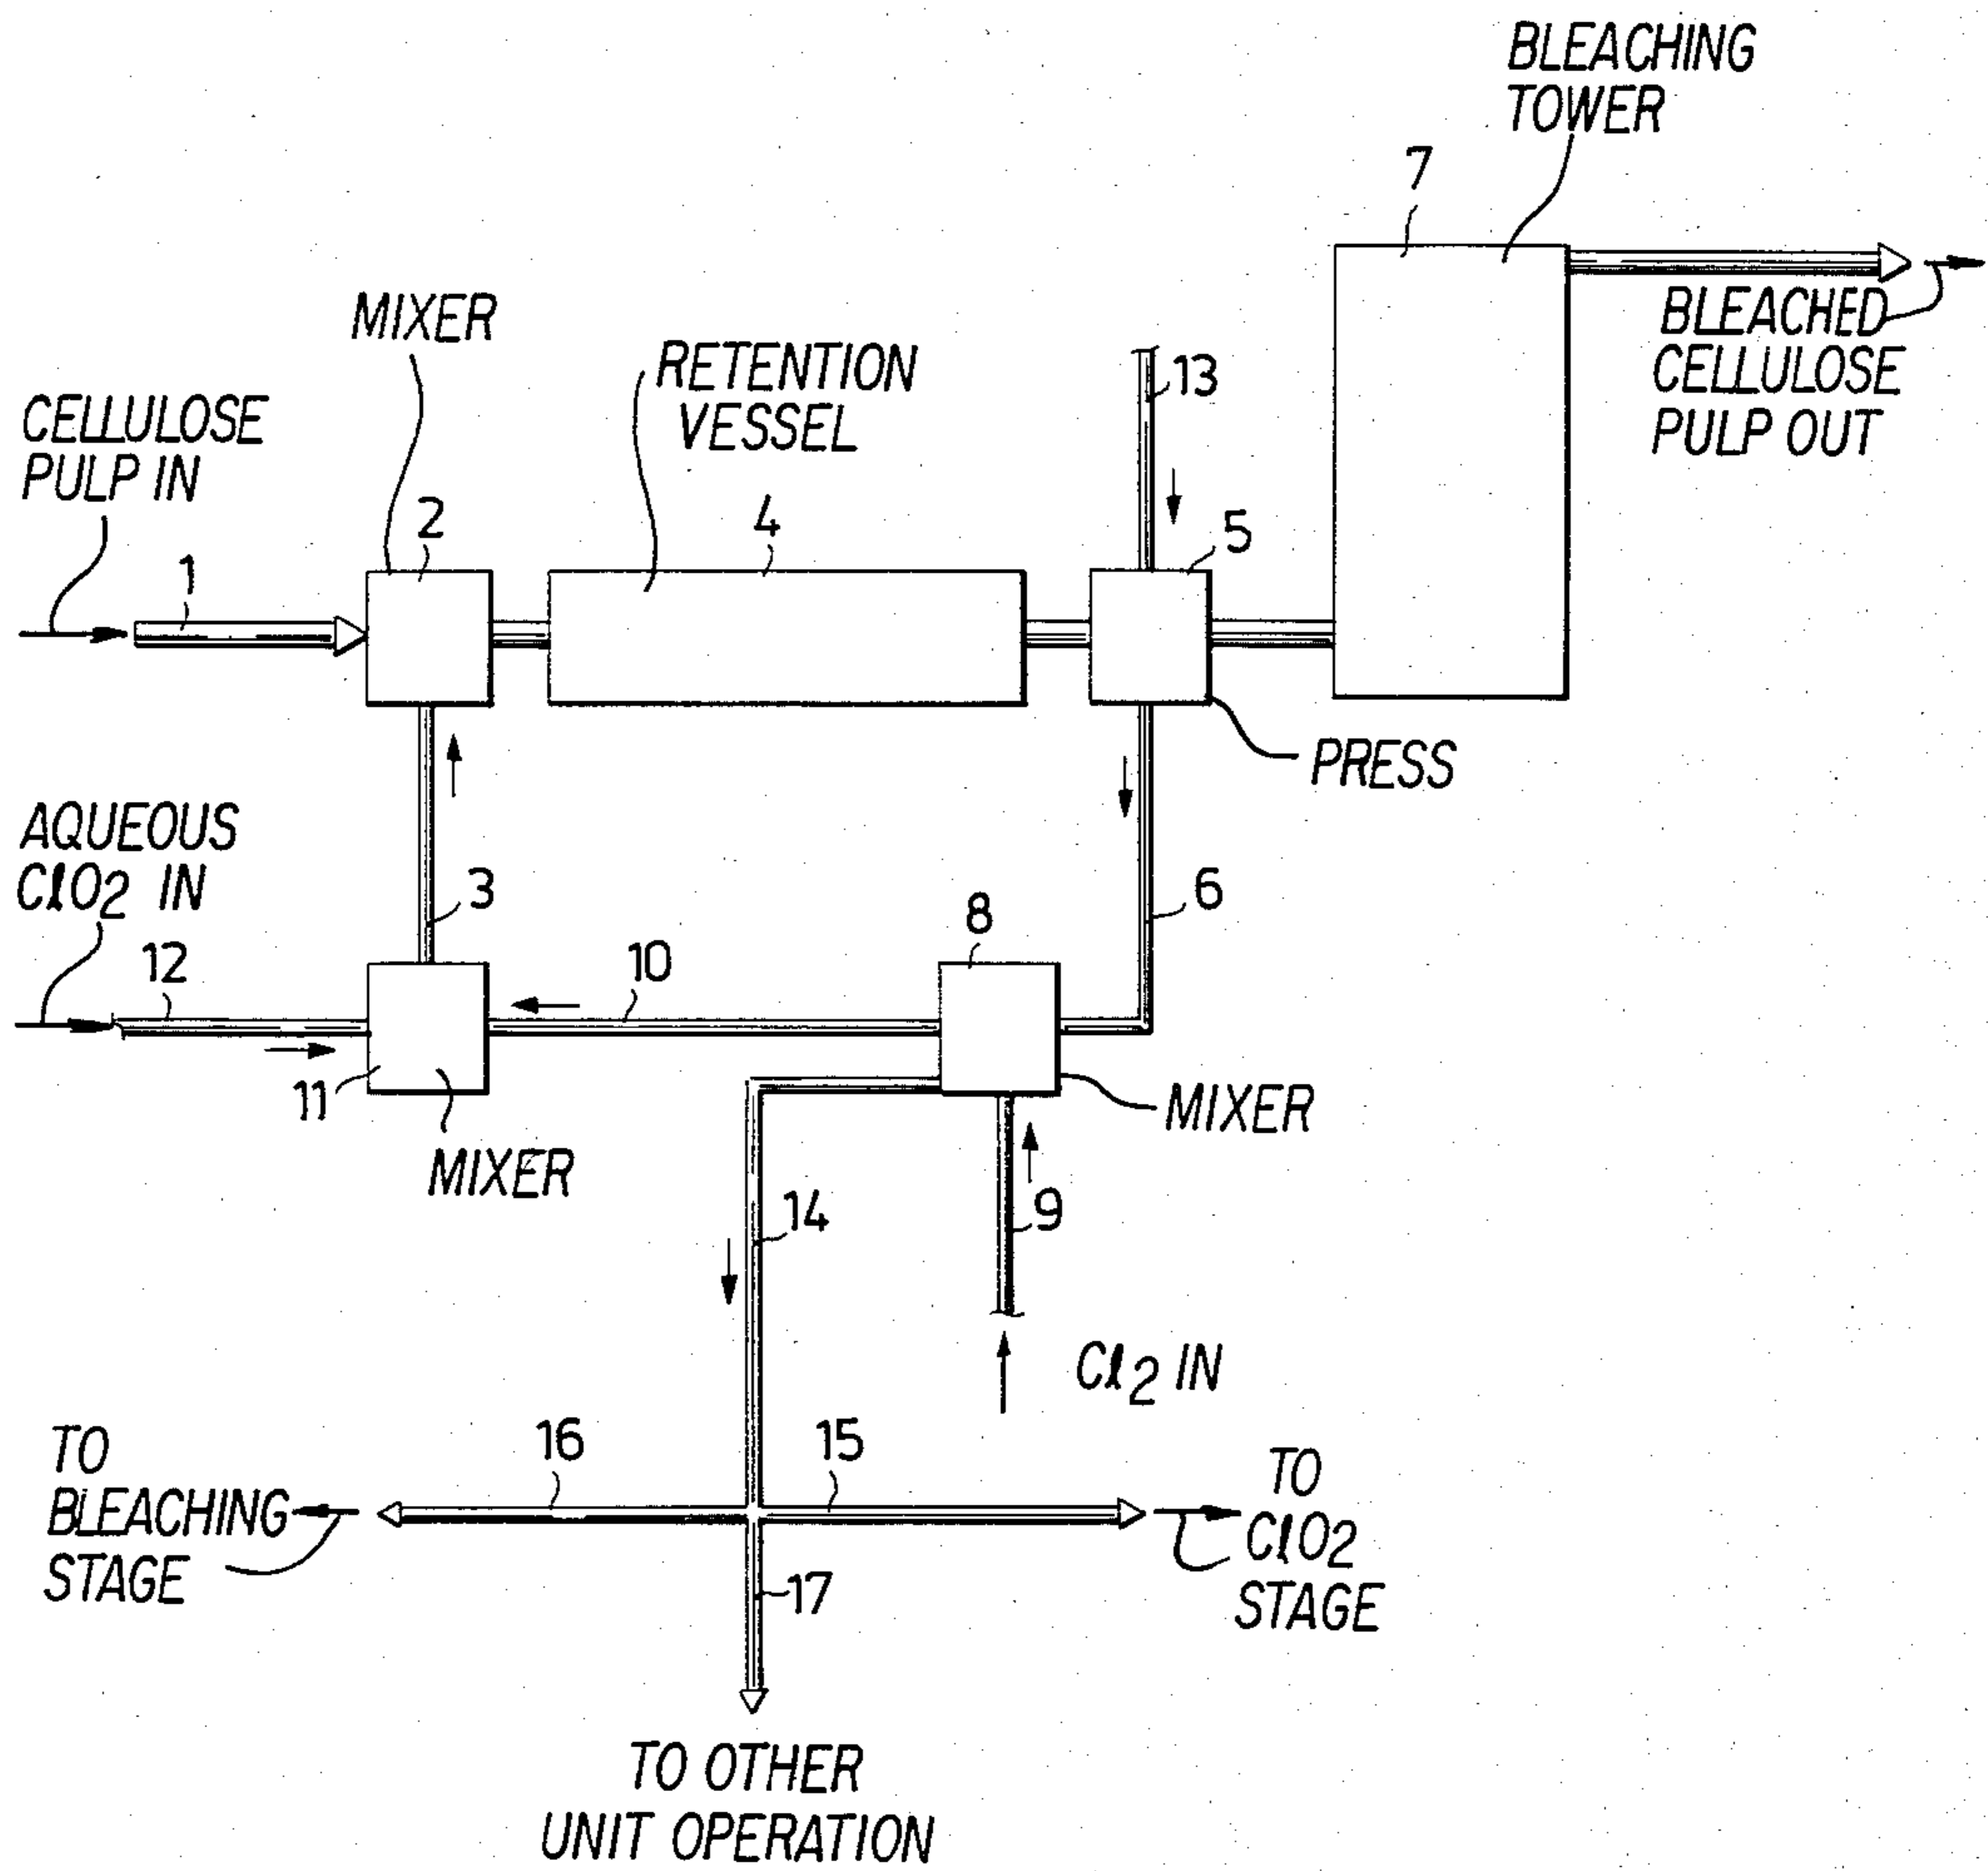 BLEACHING
TOWER
7
MIXER
RETENTION
VESSEL
13
BLEACHED
CELLULOSE
PULP OUT
CELLULOSE
PULP IN
1
2
4
5
PRESS
AQUEOUS
ClO2 IN
12
3
10
8
6
11
MIXER
MIXER
14
9
Cl2 IN
TO
BLEACHING
STAGE
16
15
TO
ClO2
STAGE
17
TO OTHER
UNIT OPERATION